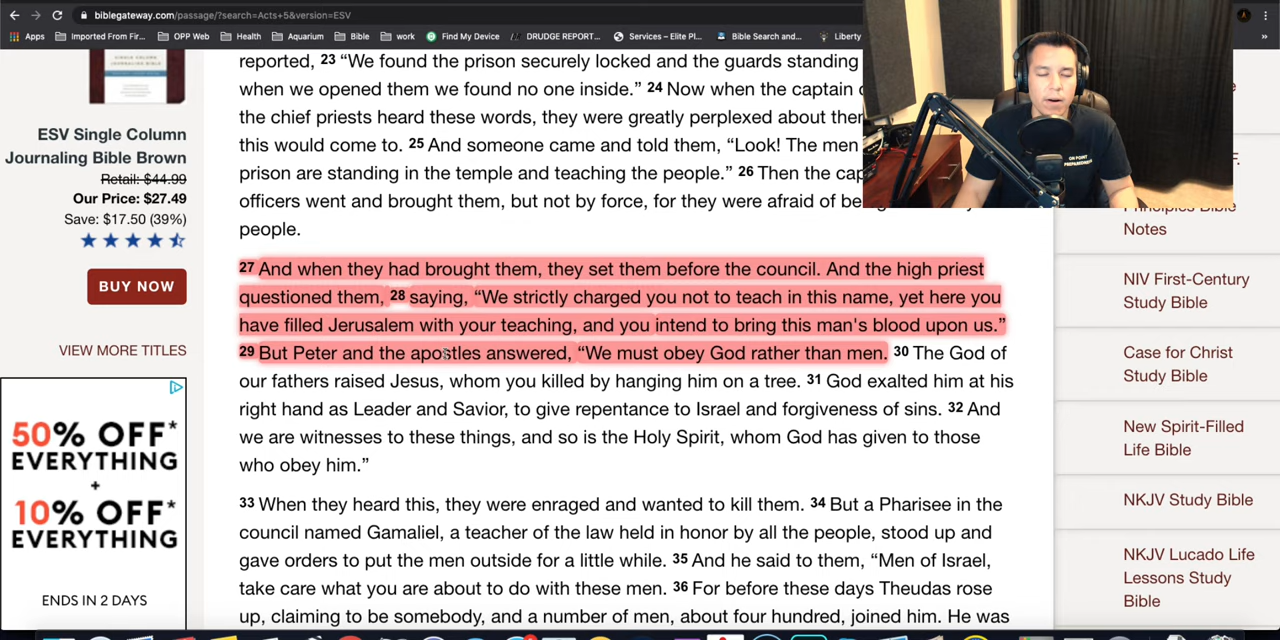 biblegateway.com/passage/?search=Acts+5&version=ESV
Apps Imported From Fir... OPP Web Health Aquarium Bible work Find My Device DRUDGE REPORT... Services – Elite Pl... Bible Search and... Liberty »
reported, 23 “We found the prison securely locked and the guards standing
when we opened them we found no one inside.” 24 Now when the captain
the chief priests heard these words, they were greatly perplexed about
this would come to. 25 And someone came and told them, “Look! The men
prison are standing in the temple and teaching the people.” 26 Then the
officers went and brought them, but not by force, for they were afraid of
people.
27 And when they had brought them, they set them before the council. And the high priest
questioned them, 28 saying, “We strictly charged you not to teach in this name, yet here you
have filled Jerusalem with your teaching, and you intend to bring this man's blood upon us.”
29 But Peter and the apostles answered, “We must obey God rather than men. 30 The God of
our fathers raised Jesus, whom you killed by hanging him on a tree. 31 God exalted him at his
right hand as Leader and Savior, to give repentance to Israel and forgiveness of sins. 32 And
we are witnesses to these things, and so is the Holy Spirit, whom God has given to those
who obey him.”
33 When they heard this, they were enraged and wanted to kill them. 34 But a Pharisee in the
council named Gamaliel, a teacher of the law held in honor by all the people, stood up and
gave orders to put the men outside for a little while. 35 And he said to them, “Men of Israel,
take care what you are about to do with these men. 36 For before these days Theudas rose
up, claiming to be somebody, and a number of men, about four hundred, joined him. He was
ESV Single Column
Journaling Bible Brown
Retail: $44.99
Our Price: $27.49
Save: $17.50 (39%)
BUY NOW
VIEW MORE TITLES
50% OFF*
EVERYTHING
+
10% OFF*
EVERYTHING
ENDS IN 2 DAYS
ON POINT
PREPAREDNESS
Bible
Notes
NIV First-Century
Study Bible
Case for Christ
Study Bible
New Spirit-Filled
Life Bible
NKJV Study Bible
NKJV Lucado Life
Lessons Study
Bible